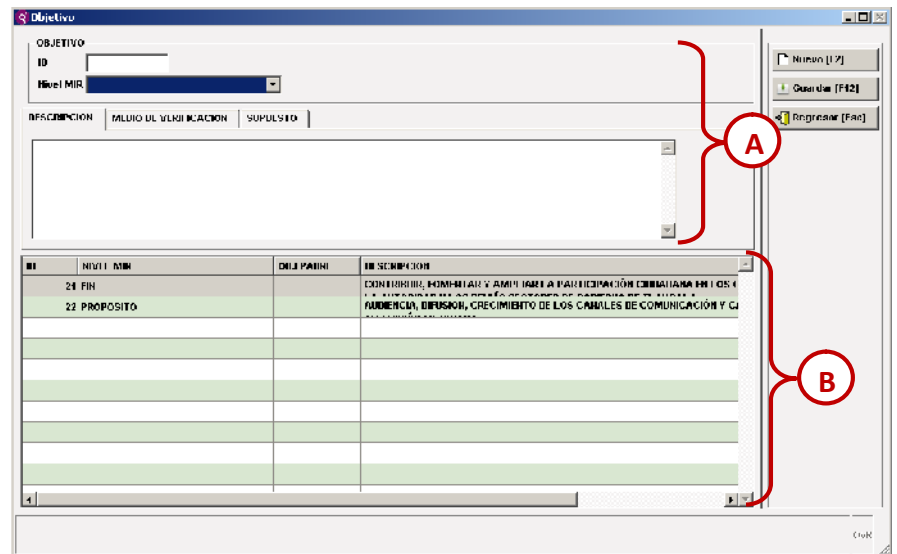 Objetivo
OBJETIVO
ID
Nivel MIR
DESCRIPCION MEDIO DE VERIFICACION SUPUESTO
Nuevo [F2]
Guardar [F12]
Regresar [Esc]
A
ID NIVEL MIR OBJ PADRE DESCRIPCION
21 FIN CONTRIBUIR, FOMENTAR Y AMPLIAR LA PARTICIPACIÓN CIUDADANA EN LOS
22 PROPOSITO AUDIENCIA, DIFUSION, CRECIMIENTO DE LOS CANALES DE COMUNICACIÓN Y
B